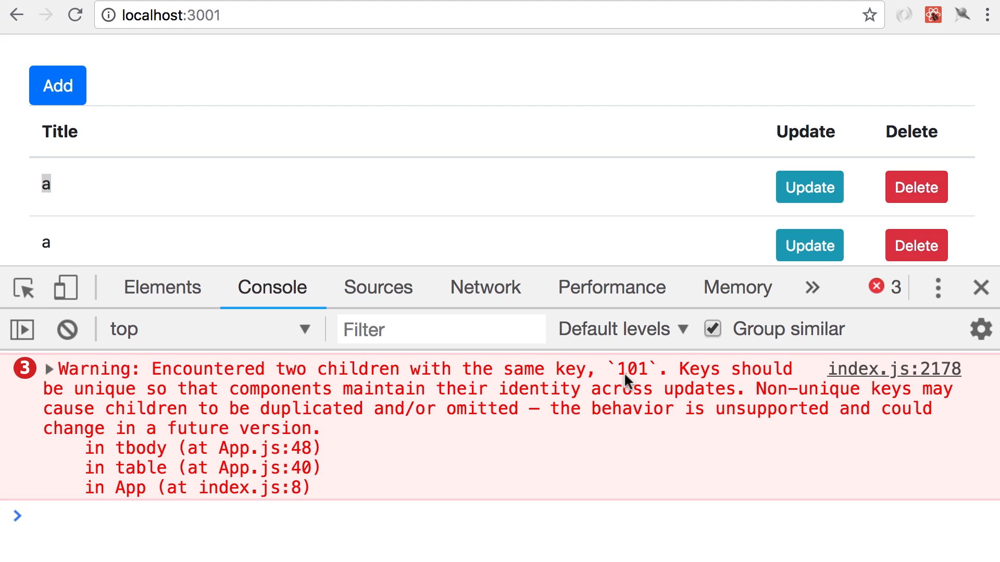 localhost:3001
Add
Title Update Delete
a Update Delete
a Update Delete
Elements Console Sources Network Performance Memory 3
top Filter Default levels Group similar
3 Warning: Encountered two children with the same key, `101`. Keys should index.js:2178
be unique so that components maintain their identity across updates. Non-unique keys may
cause children to be duplicated and/or omitted — the behavior is unsupported and could
change in a future version.
in tbody (at App.js:48)
in table (at App.js:40)
in App (at index.js:8)